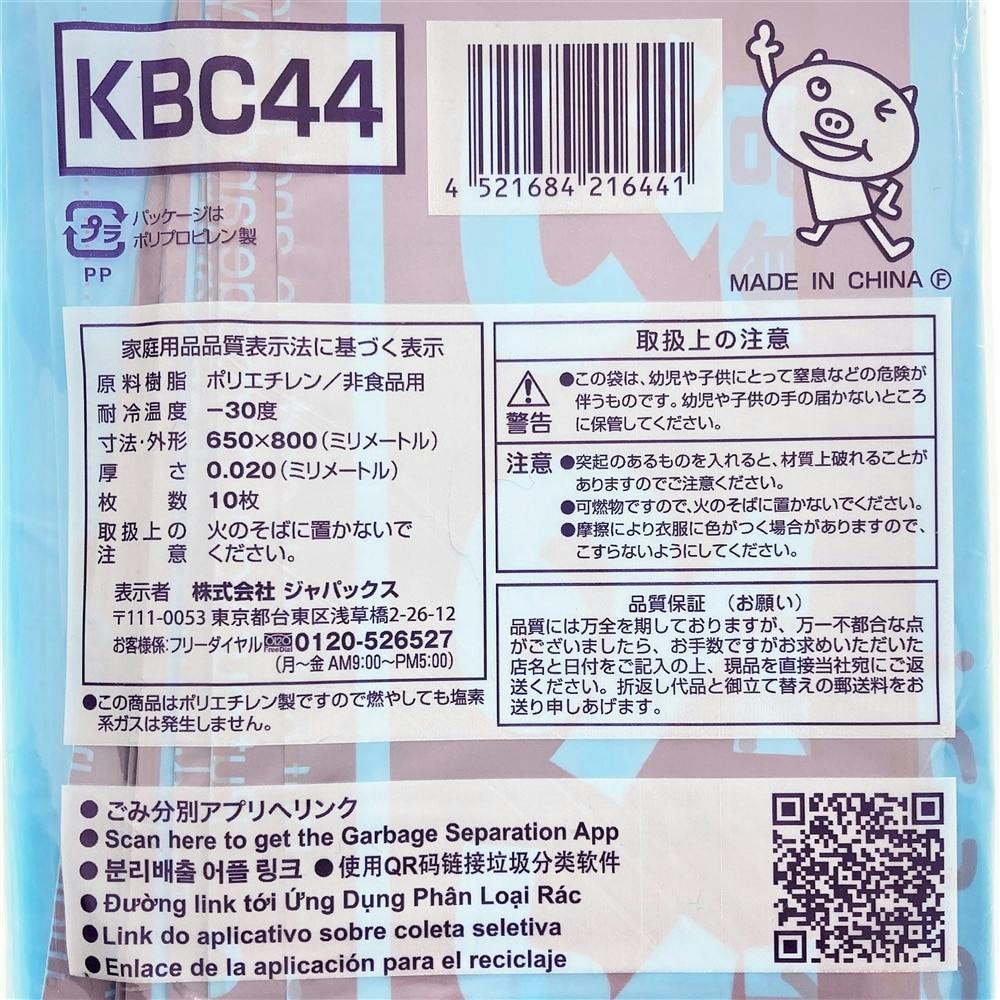 KBC44
4 521684 216441
プラ
PP
パッケージは
ポリプロピレン製
MADE IN CHINA Ⓕ
家庭用品品質表示法に基づく表示
原料樹脂 ポリエチレン／非食品用
耐冷温度 −30度
寸法・外形 650×800(ミリメートル)
厚さ 0.020(ミリメートル)
枚数 10枚
取扱上の 火のそばに置かないで
注意 ください。
表示者 株式会社 ジャパックス
〒111-0053 東京都台東区浅草橋2-26-12
お客様係:フリーダイヤル 0120-526527
(月〜金 AM9:00〜PM5:00)
●この商品はポリエチレン製ですので燃やしても塩素
系ガスは発生しません。
取扱上の注意
警告
●この袋は、幼児や子供にとって窒息などの危険が
伴うものです。幼児や子供の手の届かないところ
に保管してください。
注意 ●突起のあるものを入れると、材質上破れることが
ありますのでご注意ください。
●可燃物ですので、火のそばに置かないでください。
●摩擦により衣服に色がつく場合がありますので、
こすらないようにしてください。
品質保証 (お願い)
品質には万全を期しておりますが、万一不都合な点
がございましたら、お手数ですがお求めいただいた
店名と日付をご記入の上、現品を直接当社宛にご返
送ください。折返し代品と御立て替えの郵送料をお
送り申しあげます。
● ごみ分別アプリへリンク
● Scan here to get the Garbage Separation App
● 분리배출 어플 링크 ● 使用QR码链接垃圾分类软件
● Đường link tới Ứng Dụng Phân Loại Rác
● Link do aplicativo sobre coleta seletiva
● Enlace de la aplicación para el reciclaje